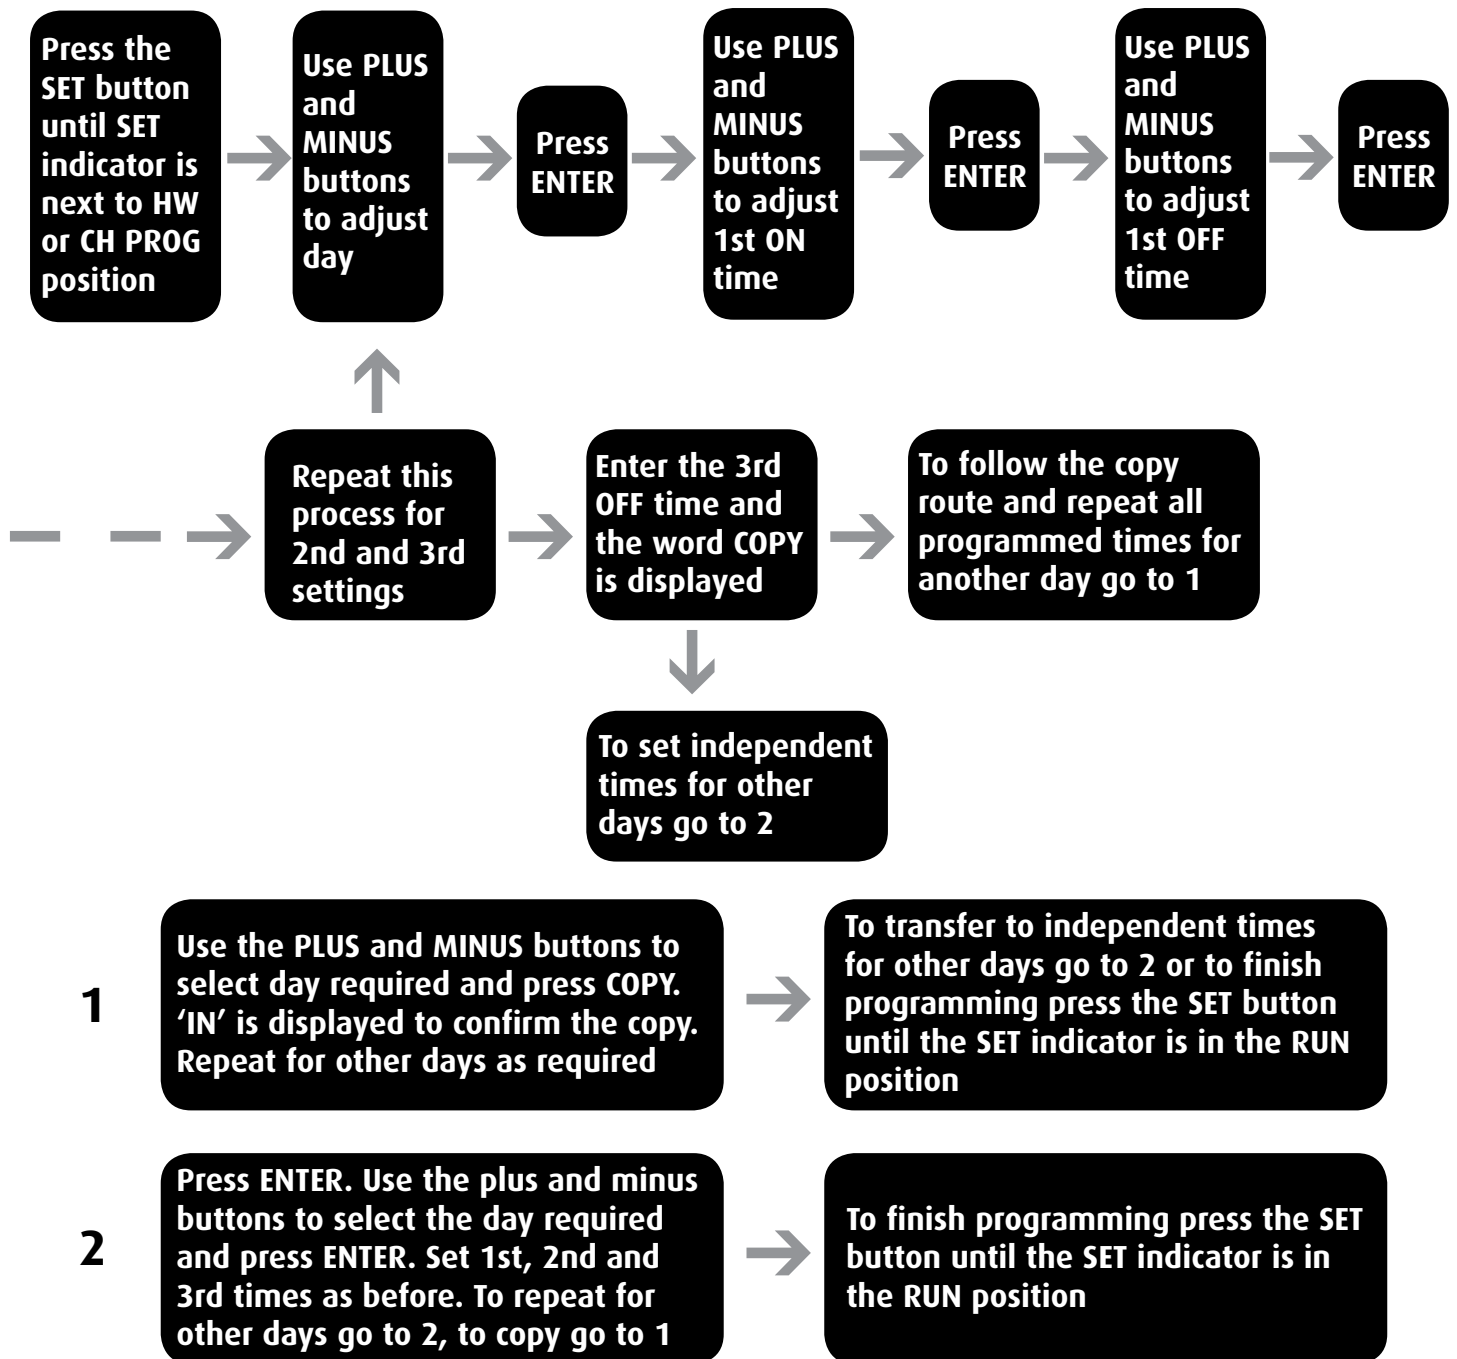 Press the
SET button
until SET
indicator is
next to HW
or CH PROG
position
Use PLUS
and
MINUS
buttons
to adjust
day
Press
ENTER
Use PLUS
and
MINUS
buttons
to adjust
1st ON
time
Press
ENTER
Use PLUS
and
MINUS
buttons
to adjust
1st OFF
time
Press
ENTER
Repeat this
process for
2nd and 3rd
settings
Enter the 3rd
OFF time and
the word COPY
is displayed
To follow the copy
route and repeat all
programmed times for
another day go to 1
To set independent
times for other
days go to 2
1
Use the PLUS and MINUS buttons to
select day required and press COPY.
‘IN’ is displayed to confirm the copy.
Repeat for other days as required
To transfer to independent times
for other days go to 2 or to finish
programming press the SET button
until the SET indicator is in the RUN
position
2
Press ENTER. Use the plus and minus
buttons to select the day required
and press ENTER. Set 1st, 2nd and
3rd times as before. To repeat for
other days go to 2, to copy go to 1
To finish programming press the SET
button until the SET indicator is in
the RUN position